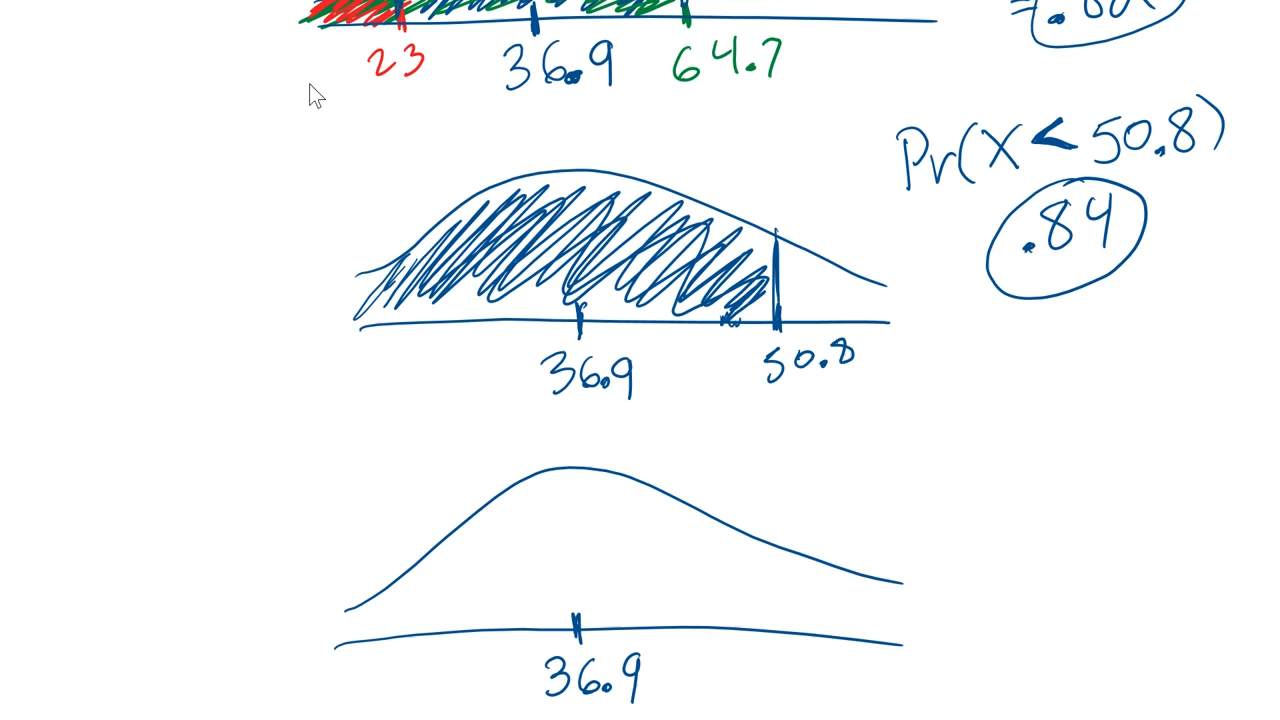 23 36.9 64.7
Pr(X < 50.8)
.84
36.9 50.8
36.9